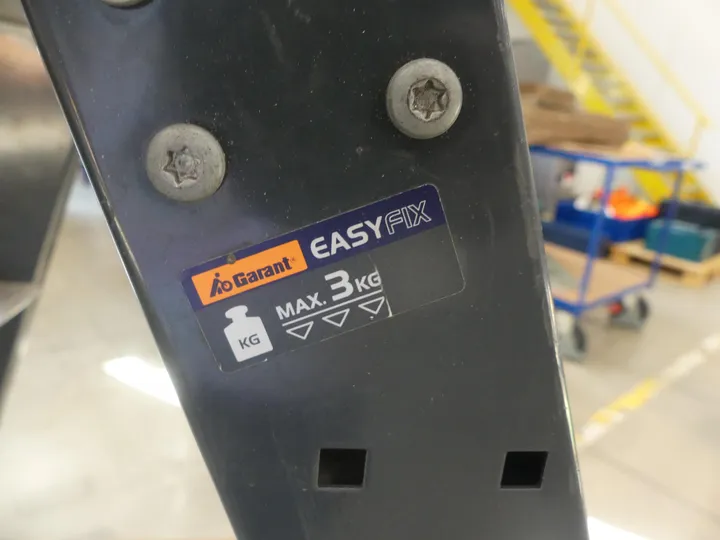 Garant EASYFIX
MAX. 3KG
KG